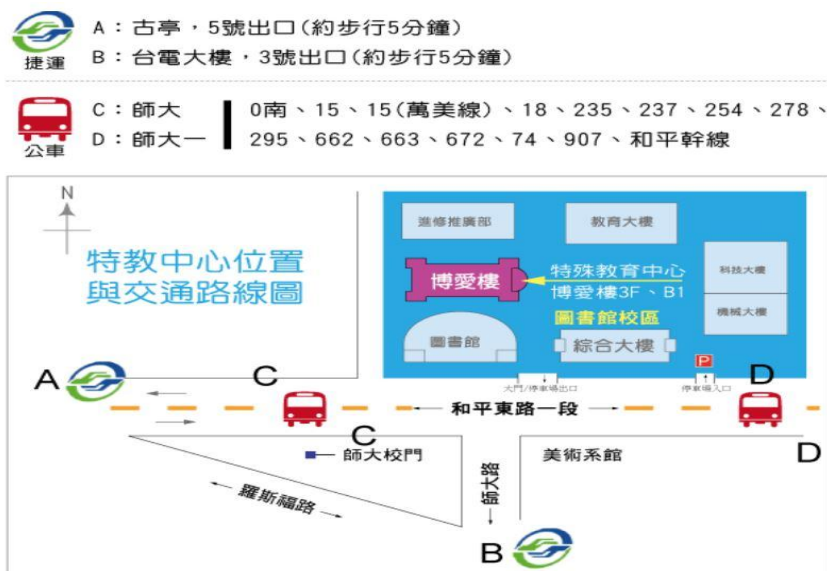 A：古亭，5號出口(約步行5分鐘)
捷運
B：台電大樓，3號出口(約步行5分鐘)
C：師大
0南、15、15(萬美線)、18、235、237、254、278、
D：師大一
295、662、663、672、74、907、和平幹線
公車
N
特教中心位置
與交通路線圖
進修推廣部
教育大樓
博愛樓
特殊教育中心
博愛樓3F、B1
科技大樓
機械大樓
圖書館校區
圖書館
綜合大樓
P
大門/停車場出口
停車場入口
A
C
D
和平東路一段
C
師大校門
美術系館
D
羅斯福路
師大路
B